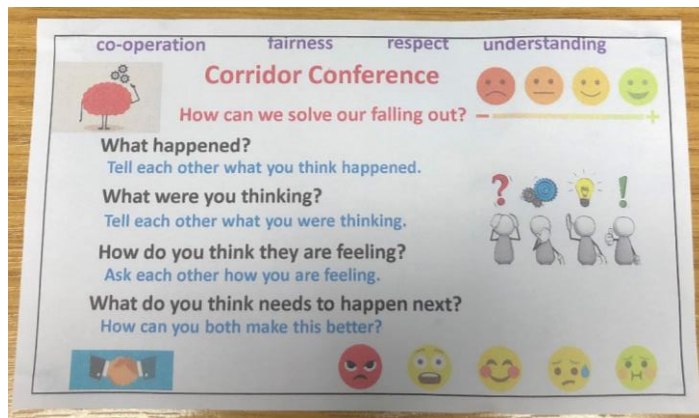 co-operation fairness respect understanding
Corridor Conference
How can we solve our falling out? - +
What happened?
Tell each other what you think happened.
What were you thinking?
Tell each other what you were thinking.
How do you think they are feeling?
Ask each other how you are feeling.
What do you think needs to happen next?
How can you both make this better?